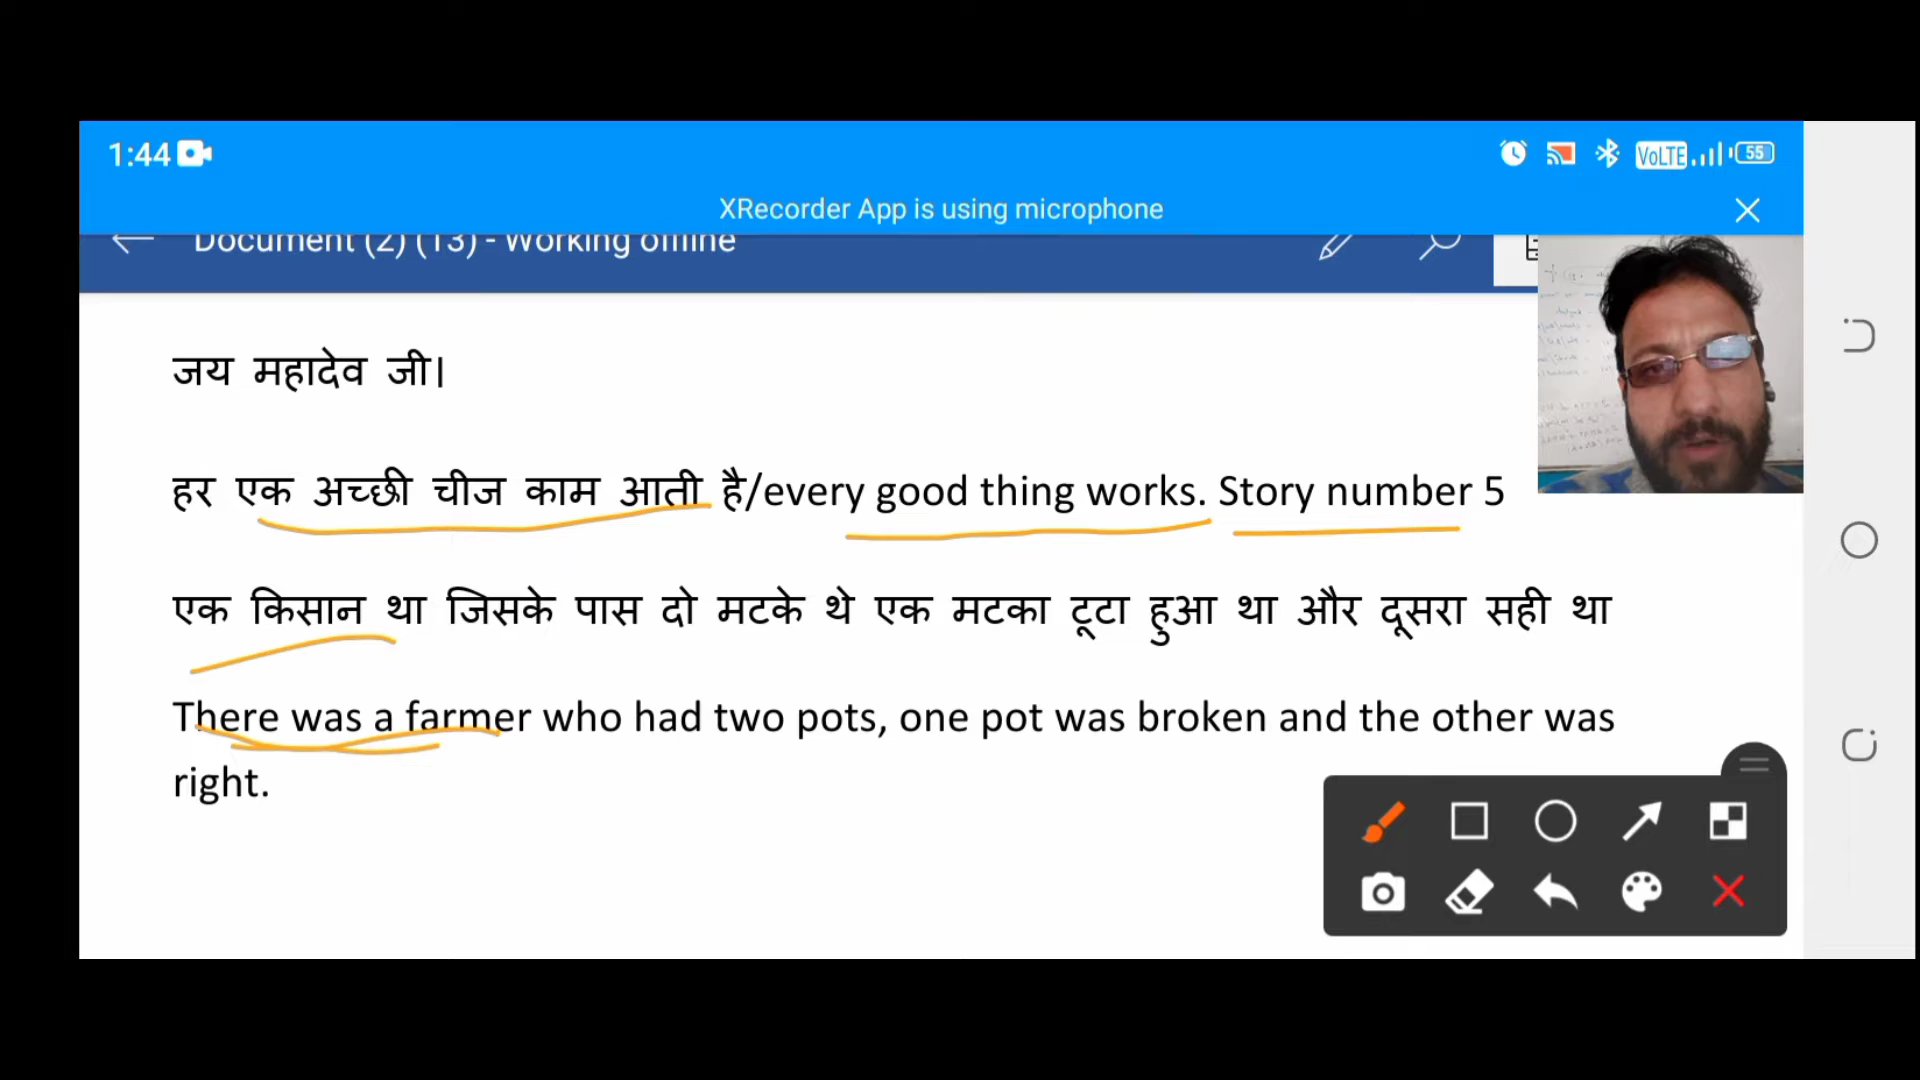 1:44 VoLTE 55
XRecorder App is using microphone
Document (2) (13) - Working offline
जय महादेव जी।
हर एक अच्छी चीज काम आती है/every good thing works. Story number 5
एक किसान था जिसके पास दो मटके थे एक मटका टूटा हुआ था और दूसरा सही था
There was a farmer who had two pots, one pot was broken and the other was
right.